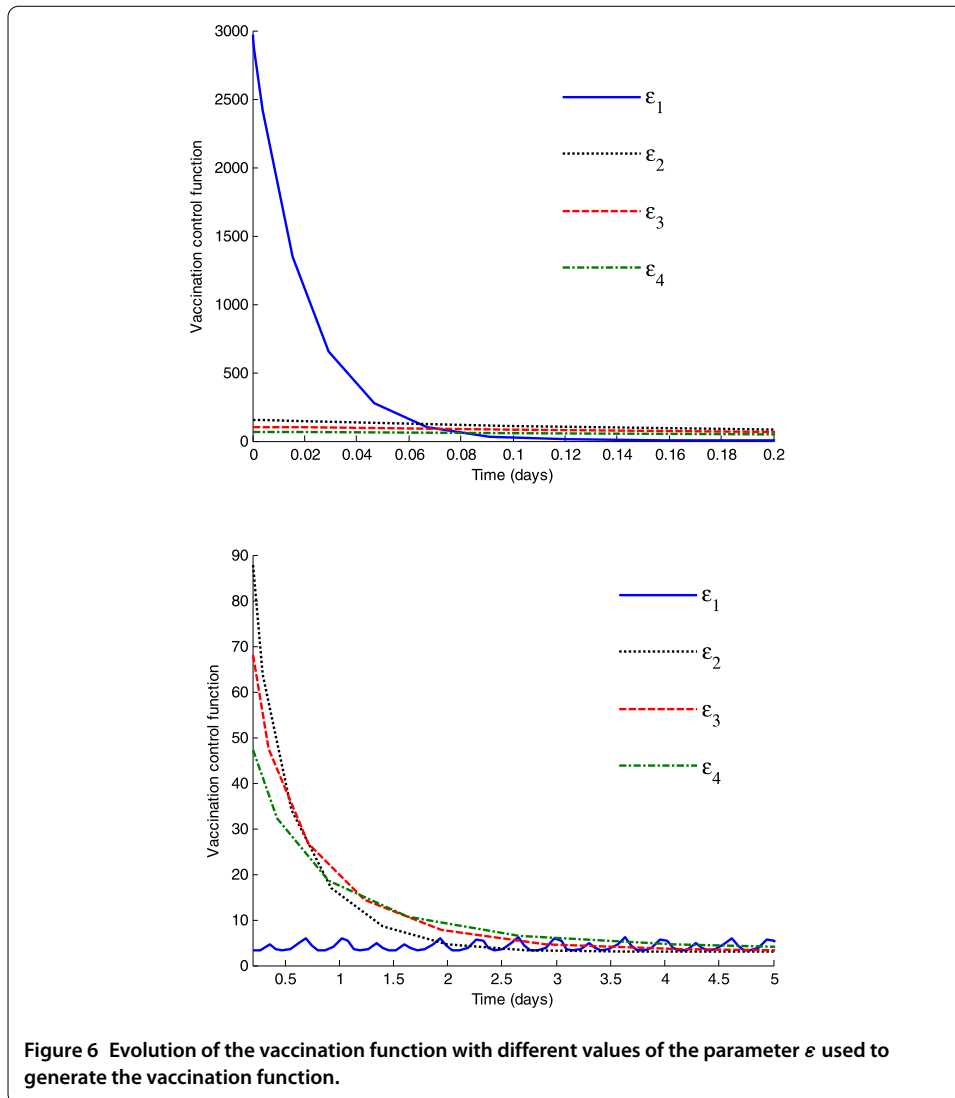 3000
2500
2000
1500
1000
500
0
Vaccination control function
0 0.02 0.04 0.06 0.08 0.1 0.12 0.14 0.16 0.18 0.2
Time (days)
ε1
ε2
ε3
ε4
90
80
70
60
50
40
30
20
10
0
Vaccination control function
0.5 1 1.5 2 2.5 3 3.5 4 4.5 5
Time (days)
ε1
ε2
ε3
ε4
Figure 6 Evolution of the vaccination function with different values of the parameter ε used to
generate the vaccination function.